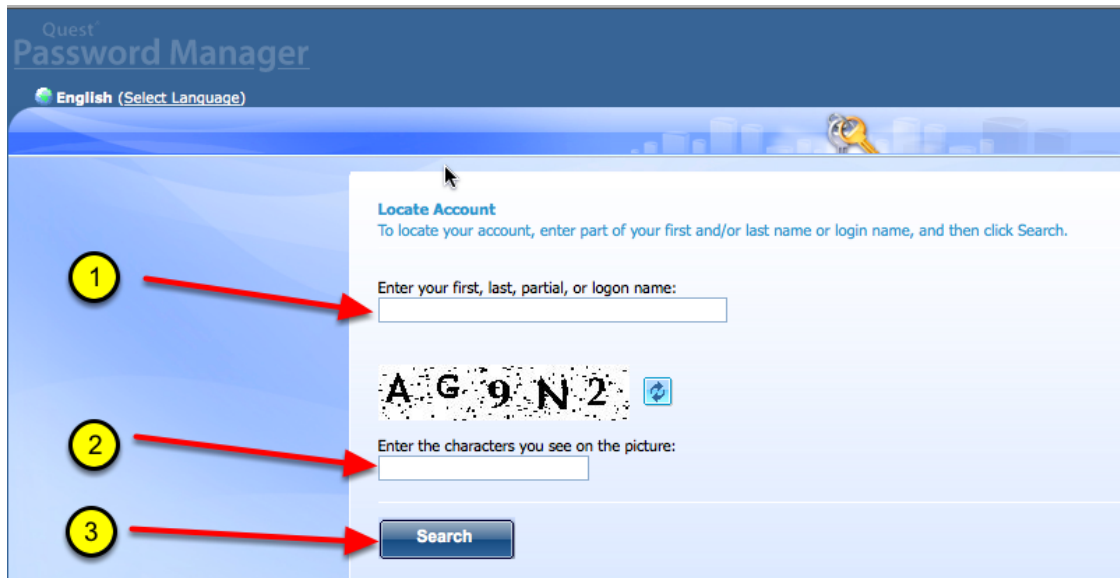 Quest
Password Manager
English (Select Language)
Locate Account
To locate your account, enter part of your first and/or last name or login name, and then click Search.
1
Enter your first, last, partial, or logon name:
A G 9 N 2
2
Enter the characters you see on the picture:
3
Search